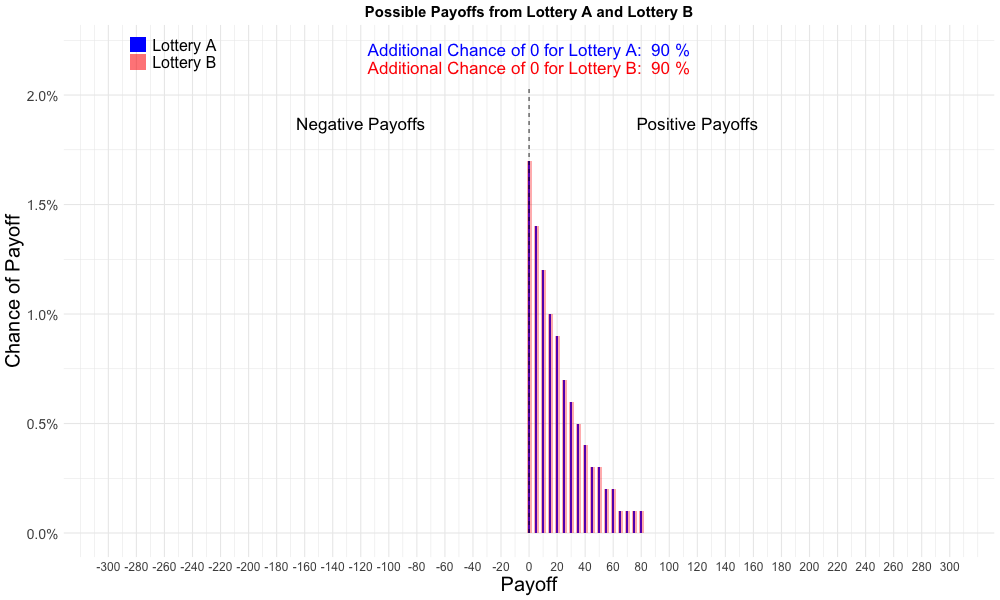 Possible Payoffs from Lottery A and Lottery B
Lottery A
Lottery B
Additional Chance of 0 for Lottery A:  90 %
Additional Chance of 0 for Lottery B:  90 %
Negative Payoffs
Positive Payoffs
Chance of Payoff
2.0%
1.5%
1.0%
0.5%
0.0%
-300 -280 -260 -240 -220 -200 -180 -160 -140 -120 -100 -80 -60 -40 -20 0 20 40 60 80 100 120 140 160 180 200 220 240 260 280 300
Payoff